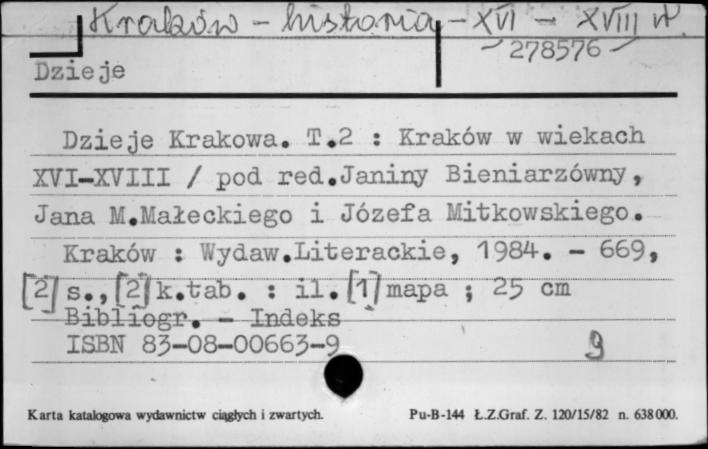 Kraków - historia - XVI - XVIII w.
278576
Dzieje
Dzieje Krakowa. T.2 : Kraków w wiekach
XVI-XVIII / pod red.Janiny Bieniarzówny,
Jana M.Małeckiego i Józefa Mitkowskiego.
Kraków : Wydaw.Literackie, 1984. - 669,
[2] s.,[2] k.tab. : il.[1] mapa ; 25 cm
Bibliogr. - Indeks
ISBN 83-08-00663-9
9
Karta katalogowa wydawnictw ciągłych i zwartych. Pu-B-144 Ł.Z.Graf. Z. 120/15/82 n. 638000.